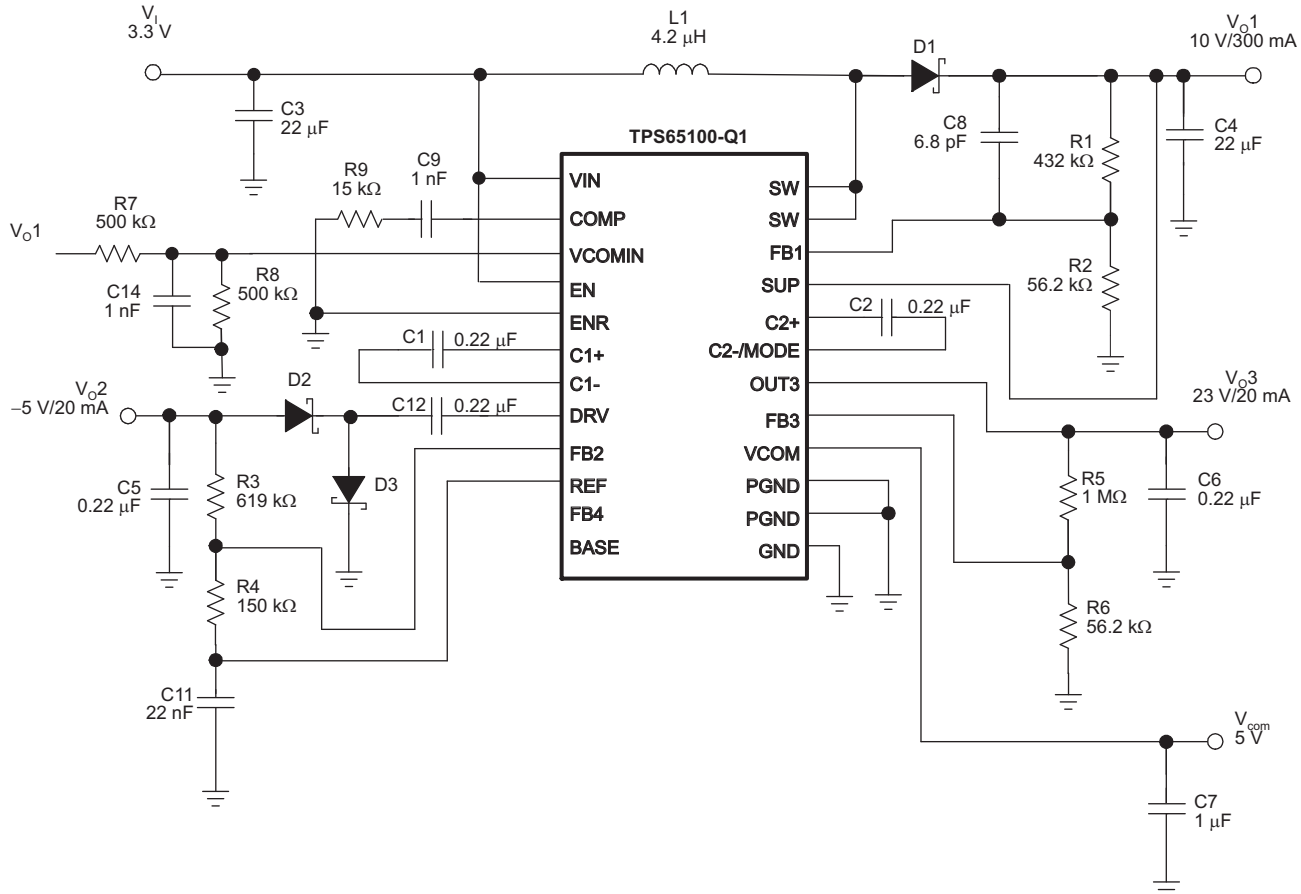 V_I
3.3 V
L1
4.2 μH
D1
V_O1
10 V/300 mA
C3
22 μF
TPS65100-Q1
C8
6.8 pF
R1
432 kΩ
C4
22 μF
R9
15 kΩ
C9
1 nF
VIN
COMP
VCOMIN
EN
ENR
C1+
C1-
DRV
FB2
REF
FB4
BASE
SW
SW
FB1
SUP
C2+
C2-/MODE
OUT3
FB3
VCOM
PGND
PGND
GND
R7
500 kΩ
V_O1
C14
1 nF
R8
500 kΩ
R2
56.2 kΩ
C2
0.22 μF
C1
0.22 μF
V_O2
–5 V/20 mA
D2
C12
0.22 μF
V_O3
23 V/20 mA
C5
0.22 μF
R3
619 kΩ
D3
R5
1 MΩ
C6
0.22 μF
R4
150 kΩ
R6
56.2 kΩ
C11
22 nF
V_com
5 V
C7
1 μF